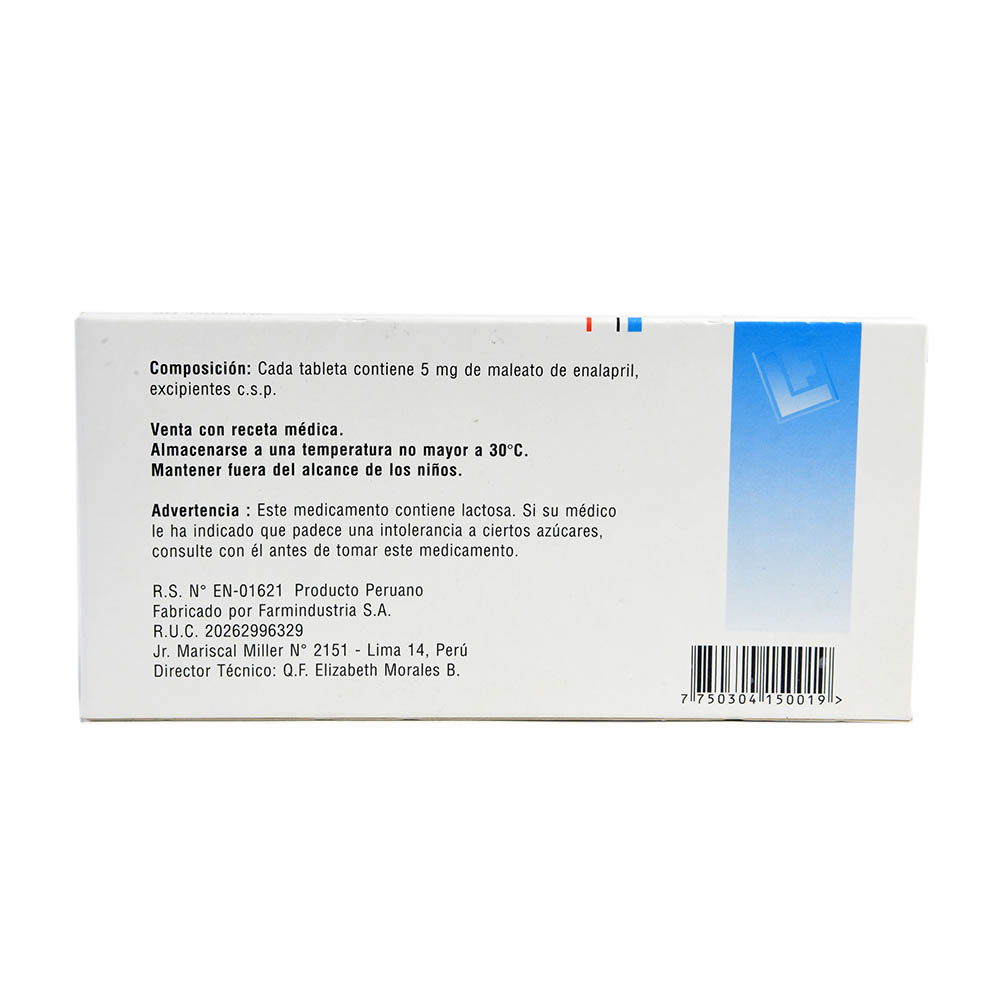 Composición: Cada tableta contiene 5 mg de maleato de enalapril,
excipientes c.s.p.
Venta con receta médica.
Almacenarse a una temperatura no mayor a 30°C.
Mantener fuera del alcance de los niños.
Advertencia : Este medicamento contiene lactosa. Si su médico
le ha indicado que padece una intolerancia a ciertos azúcares,
consulte con él antes de tomar este medicamento.
R.S. N° EN-01621 Producto Peruano
Fabricado por Farmindustria S.A.
R.U.C. 20262996329
Jr. Mariscal Miller N° 2151 - Lima 14, Perú
Director Técnico: Q.F. Elizabeth Morales B.
7 750304 150019 >